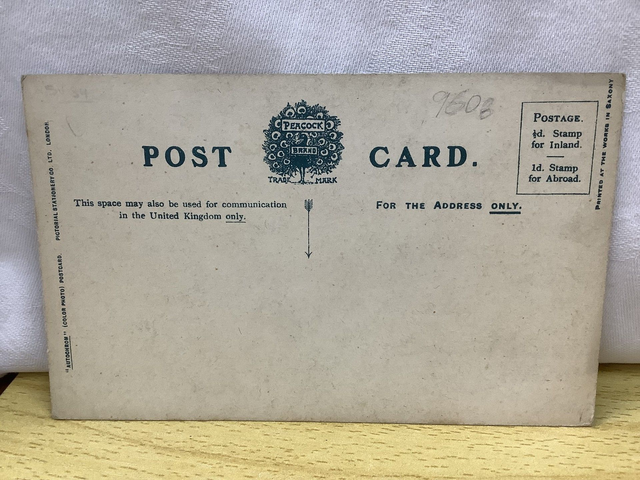 9608
PEACOCK
BRAND
TRADE MARK
POST CARD.
POSTAGE.
½d. Stamp
for Inland.
1d. Stamp
for Abroad.
This space may also be used for communication
in the United Kingdom only.
FOR THE ADDRESS ONLY.
"AUTOCHROM" (COLOR PHOTO) POSTCARD. PICTORIAL STATIONERY CO. LTD., LONDON.
PRINTED AT THE WORKS IN SAXONY